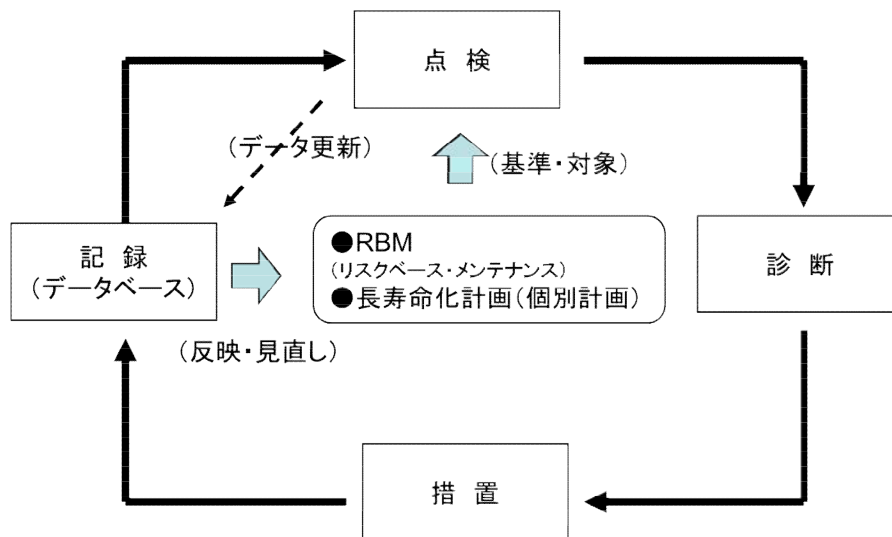 点 検
(データ更新)
(基準・対象)
記 録
(データベース)
●RBM
(リスクベース・メンテナンス)
●長寿命化計画(個別計画)
診 断
(反映・見直し)
措 置